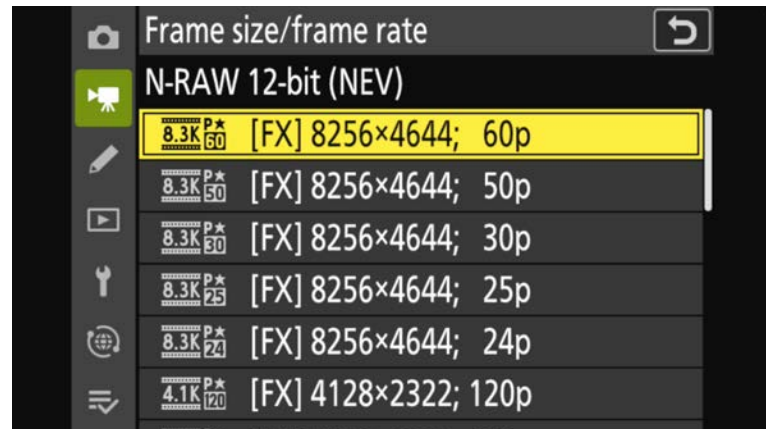 Frame size/frame rate
N-RAW 12-bit (NEV)
8.3K P★ 60 [FX] 8256×4644; 60p
8.3K P★ 50 [FX] 8256×4644; 50p
8.3K P★ 30 [FX] 8256×4644; 30p
8.3K P★ 25 [FX] 8256×4644; 25p
8.3K P★ 24 [FX] 8256×4644; 24p
4.1K P★ 120 [FX] 4128×2322; 120p